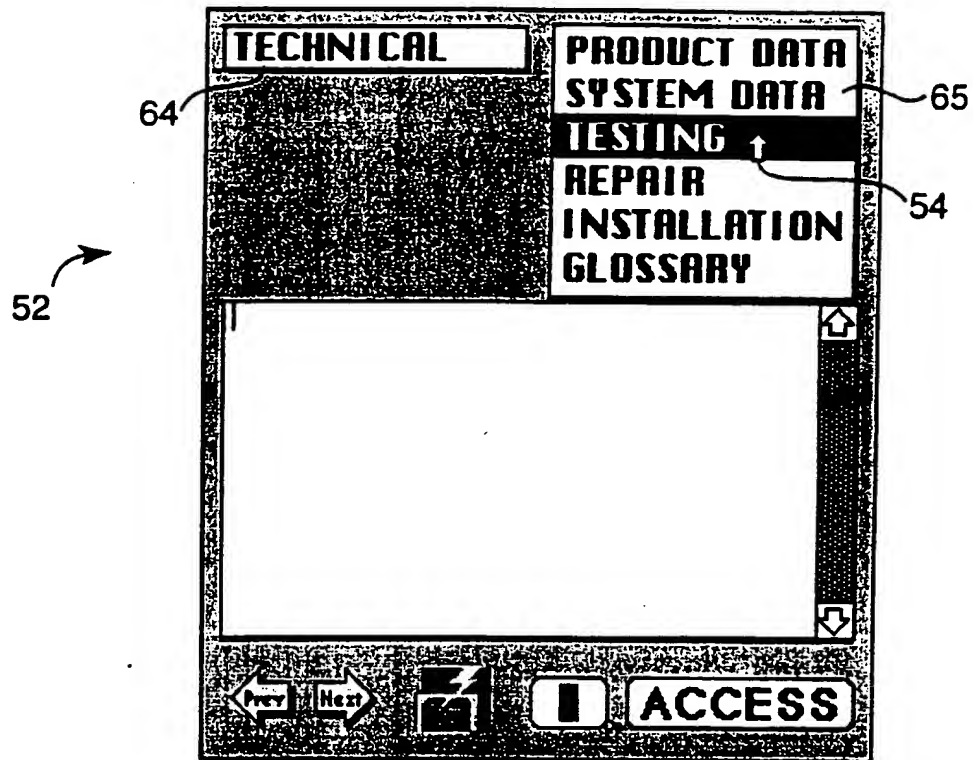 TECHNICAL
PRODUCT DATA
SYSTEM DATA
TESTING
REPAIR
INSTALLATION
GLOSSARY
64
65
54
52
Prev
Next
ACCESS